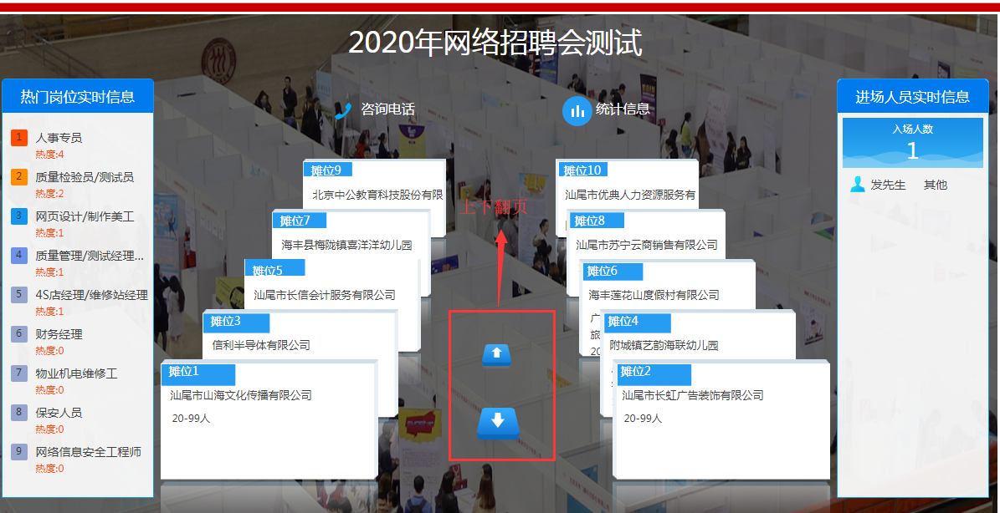 2020年网络招聘会测试
热门岗位实时信息
1 人事专员
热度:4
2 质量检验员/测试员
热度:2
3 网页设计/制作美工
热度:1
4 质量管理/测试经理...
热度:1
5 4S店经理/维修站经理
热度:1
6 财务经理
热度:0
7 物业机电维修工
热度:0
8 保安人员
热度:0
9 网络信息安全工程师
热度:0
咨询电话
统计信息
摊位9
北京中公教育科技股份有限
摊位7
海丰县梅陇镇喜洋洋幼儿园
摊位5
汕尾市长信会计服务有限公司
摊位3
信利半导体有限公司
摊位1
汕尾市山海文化传播有限公司
20-99人
上下翻页
摊位10
汕尾市优典人力资源服务有
摊位8
汕尾市苏宁云商销售有限公司
摊位6
海丰莲花山度假村有限公司
广
旅
20
摊位4
附城镇艺韵海联幼儿园
摊位2
汕尾市长虹广告装饰有限公司
20-99人
进场人员实时信息
入场人数
1
发先生 其他